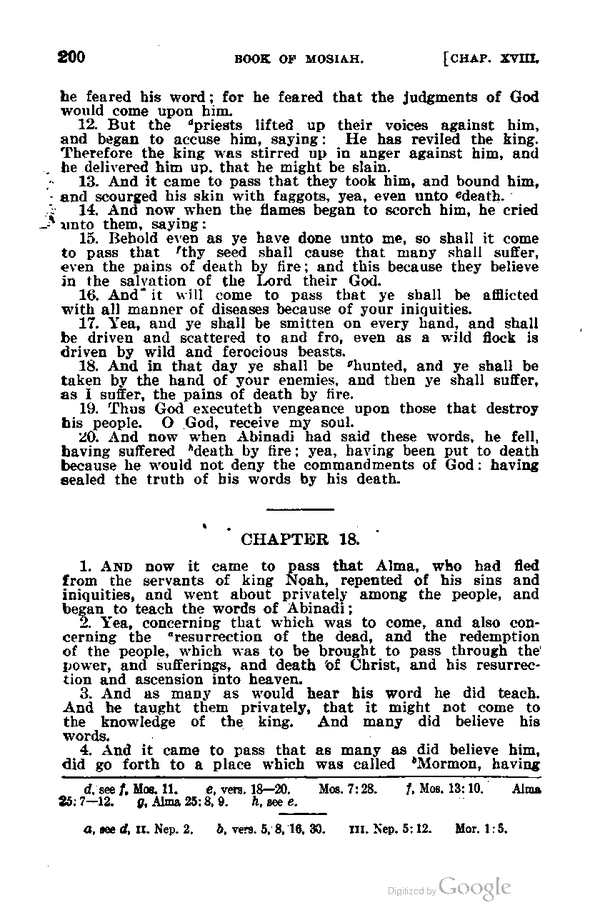 200 BOOK OF MOSIAH. [CHAP. XVIII.
he feared his word; for he feared that the judgments of God
would come upon him.
12. But the dpriests lifted up their voices against him,
and began to accuse him, saying: He has reviled the king.
Therefore the king was stirred up in anger against him, and
he delivered him up. that he might be slain.
13. And it came to pass that they took him, and bound him,
and scourged his skin with faggots, yea, even unto edeath.
14. And now when the flames began to scorch him, he cried
unto them, saying:
15. Behold even as ye have done unto me, so shall it come
to pass that fthy seed shall cause that many shall suffer,
even the pains of death by fire; and this because they believe
in the salvation of the Lord their God.
16. And it will come to pass that ye shall be afflicted
with all manner of diseases because of your iniquities.
17. Yea, and ye shall be smitten on every hand, and shall
be driven and scattered to and fro, even as a wild flock is
driven by wild and ferocious beasts.
18. And in that day ye shall be ghunted, and ye shall be
taken by the hand of your enemies, and then ye shall suffer,
as I suffer, the pains of death by fire.
19. Thus God executeth vengeance upon those that destroy
his people. O God, receive my soul.
20. And now when Abinadi had said these words, he fell,
having suffered hdeath by fire; yea, having been put to death
because he would not deny the commandments of God: having
sealed the truth of his words by his death.
CHAPTER 18.
1. AND now it came to pass that Alma, who had fled
from the servants of king Noah, repented of his sins and
iniquities, and went about privately among the people, and
began to teach the words of Abinadi;
2. Yea, concerning that which was to come, and also con-
cerning the aresurrection of the dead, and the redemption
of the people, which was to be brought to pass through the
power, and sufferings, and death of Christ, and his resurrec-
tion and ascension into heaven.
3. And as many as would hear his word he did teach.
And he taught them privately, that it might not come to
the knowledge of the king. And many did believe his
words.
4. And it came to pass that as many as did believe him,
did go forth to a place which was called bMormon, having
d, see f, Mos. 11. e, vers. 18—20. Mos. 7:28. f, Mos. 13:10. Alma
25:7—12. g, Alma 25:8, 9. h, see e.
a, see d, II. Nep. 2. b, vers. 5, 8, 16, 30. III. Nep. 5:12. Mor. 1:5.
Digitized by Google